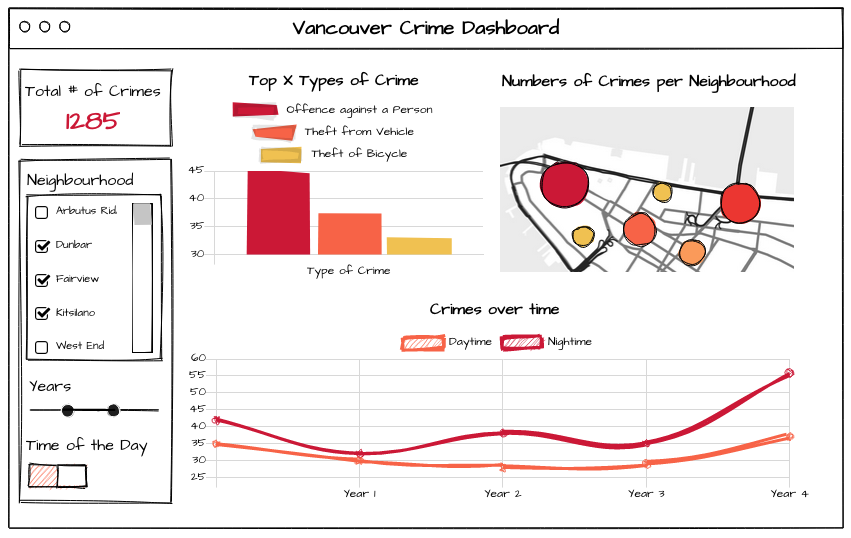 Vancouver Crime Dashboard
Total # of Crimes
1285
Neighbourhood
Arbutus Rid
Dunbar
Fairview
Kitsilano
West End
Years
Time of the Day
Top X Types of Crime
Offence against a Person
Theft from Vehicle
Theft of Bicycle
45
40
35
30
Type of Crime
Numbers of Crimes per Neighbourhood
Crimes over time
Daytime Nightime
60
55
50
45
40
35
30
25
Year 1 Year 2 Year 3 Year 4